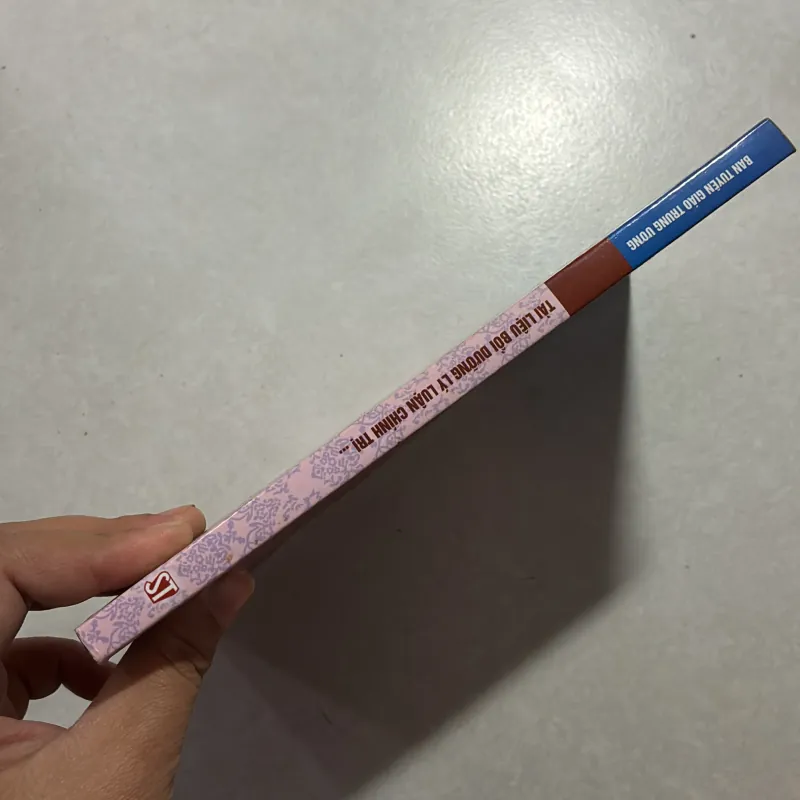 BAN TUYÊN GIÁO TRUNG ƯƠNG
TÀI LIỆU BỒI DƯỠNG LÝ LUẬN CHÍNH TRỊ ...
ST